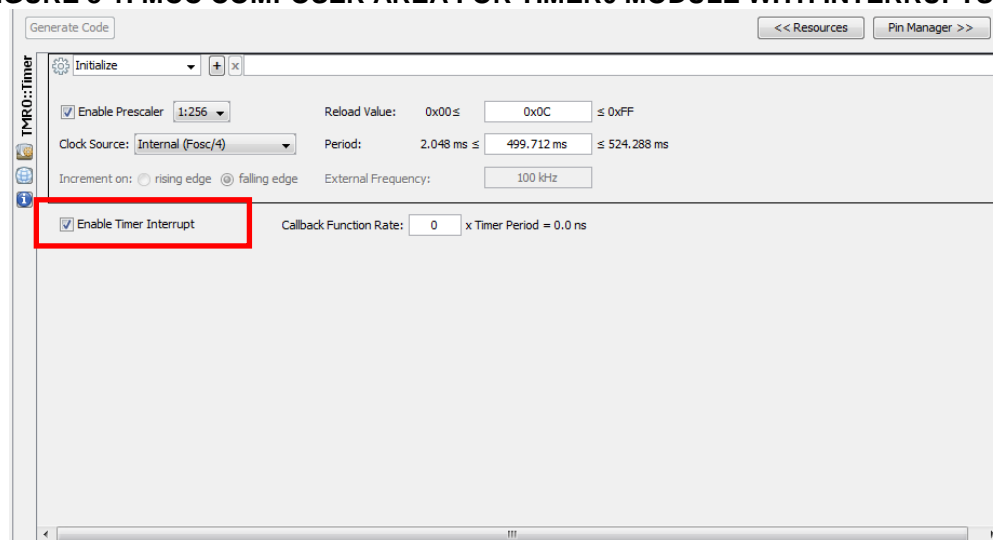 Generate Code << Resources Pin Manager >>
TMR0::Timer
Initialize + x
Enable Prescaler 1:256 Reload Value: 0x00 ≤ 0x0C ≤ 0xFF
Clock Source: Internal (Fosc/4) Period: 2.048 ms ≤ 499.712 ms ≤ 524.288 ms
Increment on: rising edge falling edge External Frequency: 100 kHz
Enable Timer Interrupt Callback Function Rate: 0 x Timer Period = 0.0 ns